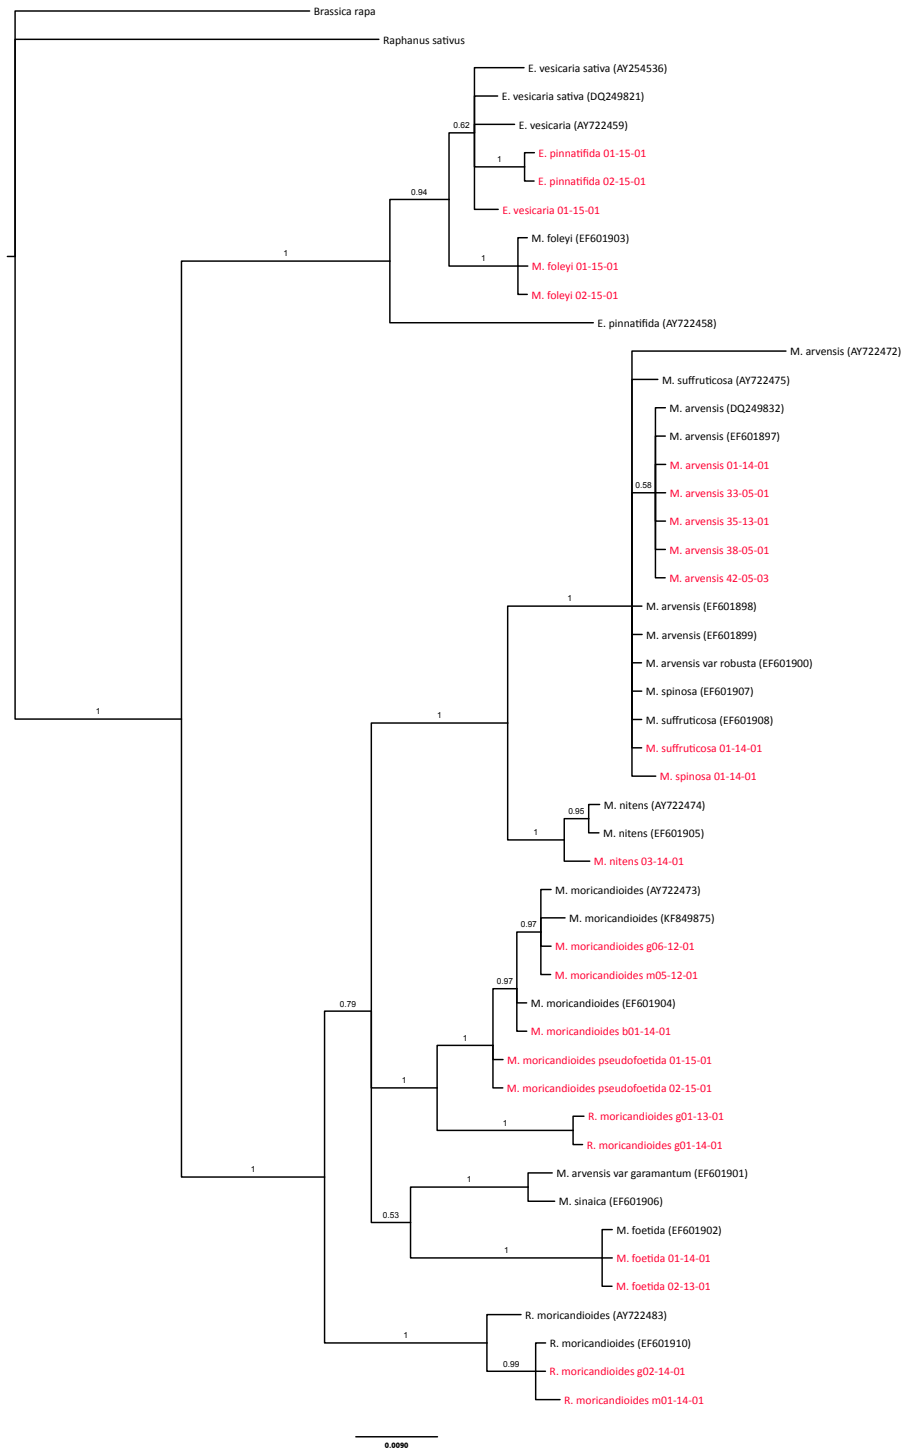 Brassica rapa
Raphanus sativus
E. vesicaria sativa (AY254536)
E. vesicaria sativa (DQ249821)
0.62
E. vesicaria (AY722459)
E. pinnatifida 01-15-01
1
E. pinnatifida 02-15-01
0.94
E. vesicaria 01-15-01
M. foleyi (EF601903)
1
1
M. foleyi 01-15-01
M. foleyi 02-15-01
E. pinnatifida (AY722458)
M. arvensis (AY722472)
M. suffruticosa (AY722475)
M. arvensis (DQ249832)
M. arvensis (EF601897)
M. arvensis 01-14-01
0.58
M. arvensis 33-05-01
M. arvensis 35-13-01
M. arvensis 38-05-01
M. arvensis 42-05-03
1
M. arvensis (EF601898)
M. arvensis (EF601899)
M. arvensis var robusta (EF601900)
M. spinosa (EF601907)
1
1
M. suffruticosa (EF601908)
M. suffruticosa 01-14-01
M. spinosa 01-14-01
M. nitens (AY722474)
0.95
M. nitens (EF601905)
1
M. nitens 03-14-01
M. moricandioides (AY722473)
M. moricandioides (KF849875)
0.97
M. moricandioides g06-12-01
M. moricandioides m05-12-01
0.97
M. moricandioides (EF601904)
0.79
M. moricandioides b01-14-01
1
M. moricandioides pseudofoetida 01-15-01
1
M. moricandioides pseudofoetida 02-15-01
R. moricandioides g01-13-01
1
R. moricandioides g01-14-01
1
M. arvensis var garamantum (EF601901)
1
M. sinaica (EF601906)
0.53
M. foetida (EF601902)
1
M. foetida 01-14-01
M. foetida 02-13-01
R. moricandioides (AY722483)
1
R. moricandioides (EF601910)
0.99
R. moricandioides g02-14-01
R. moricandioides m01-14-01
0.0090